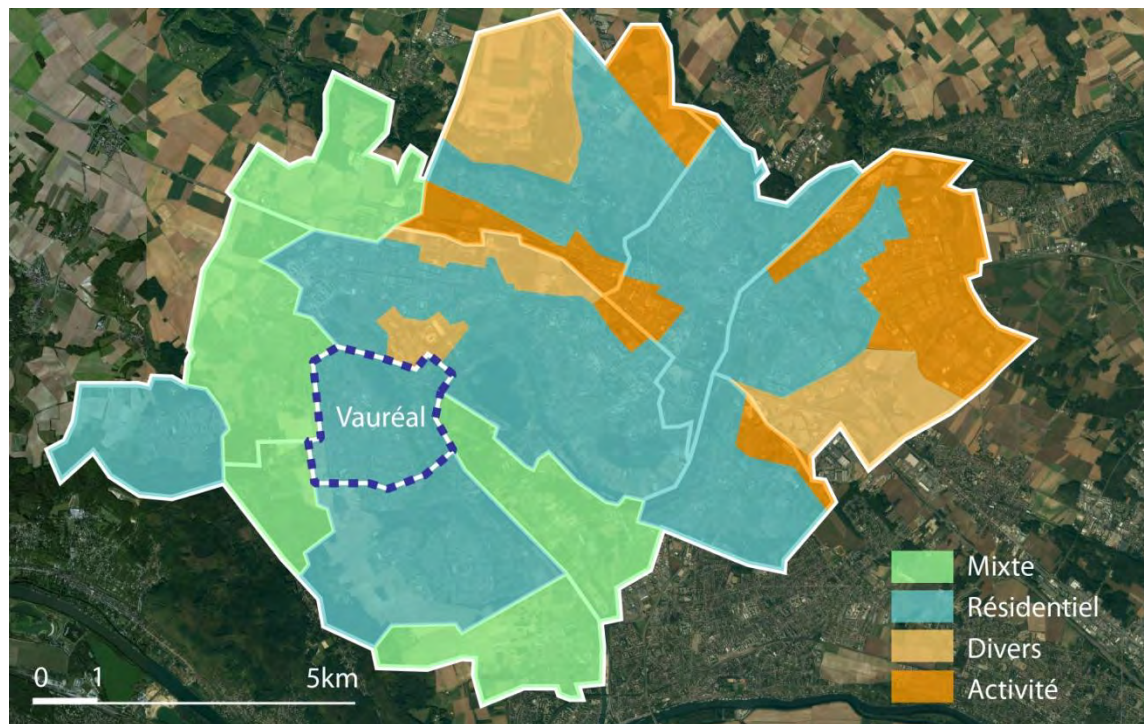 Vauréal
Mixte
Résidentiel
Divers
Activité
0 1 5km